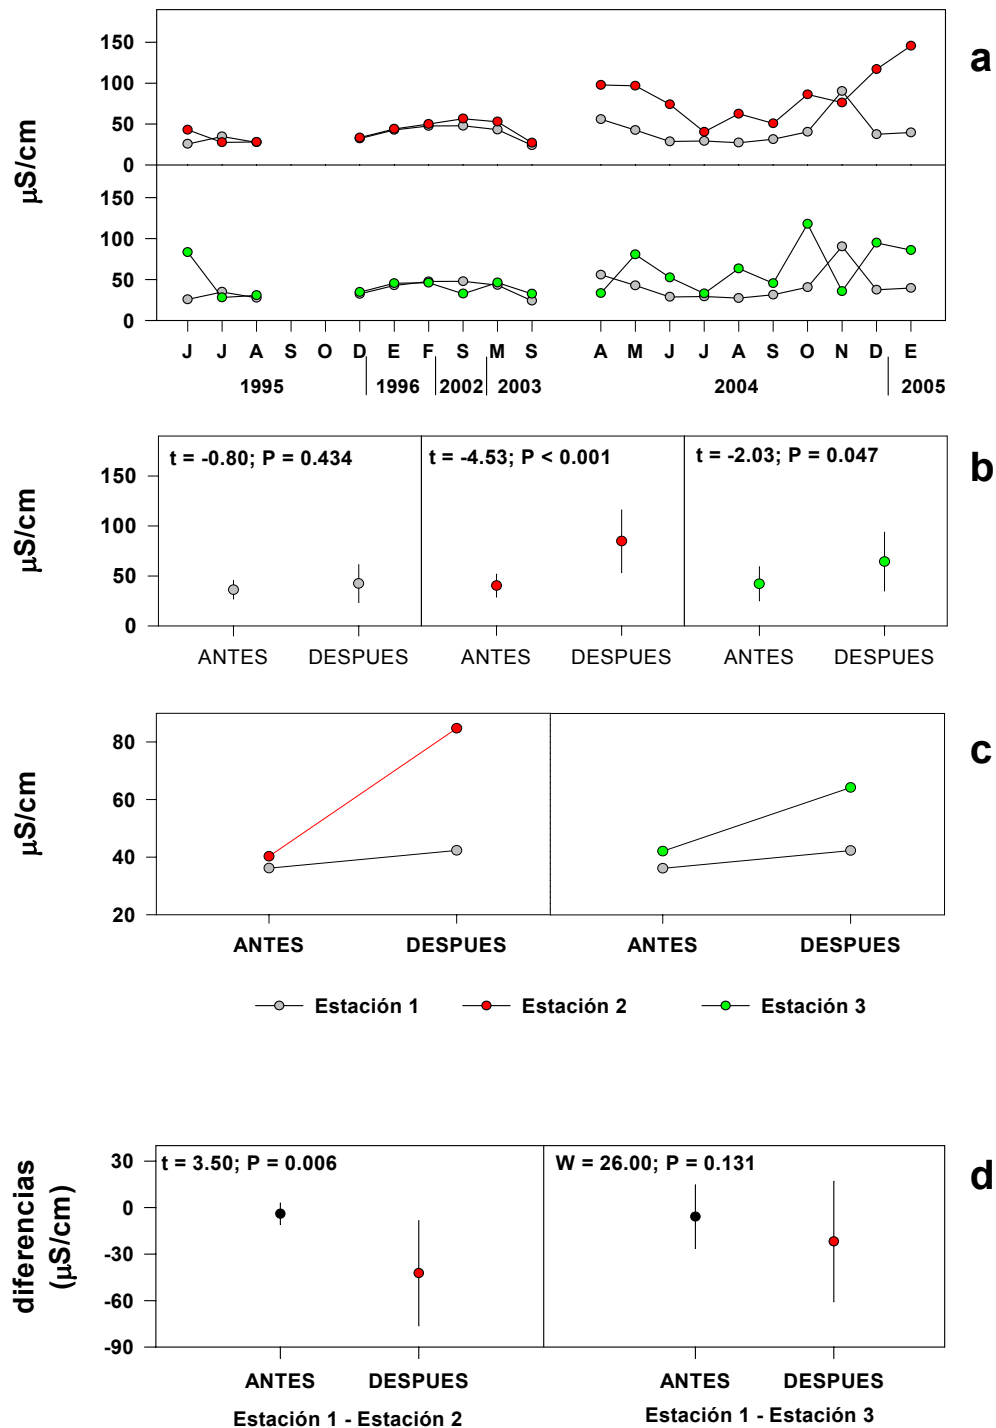 a
150
100
50
0
µS/cm
150
100
50
0
J J A S O D E F S M S A M J J A S O N D E
1995 1996 2002 2003 2004 2005
b
t = -0.80; P = 0.434
t = -4.53; P < 0.001
t = -2.03; P = 0.047
150
100
50
0
µS/cm
ANTES DESPUES ANTES DESPUES ANTES DESPUES
c
80
60
40
20
µS/cm
ANTES DESPUES ANTES DESPUES
Estación 1 Estación 2 Estación 3
d
t = 3.50; P = 0.006
W = 26.00; P = 0.131
30
0
-30
-60
-90
diferencias
(µS/cm)
ANTES DESPUES ANTES DESPUES
Estación 1 - Estación 2
Estación 1 - Estación 3